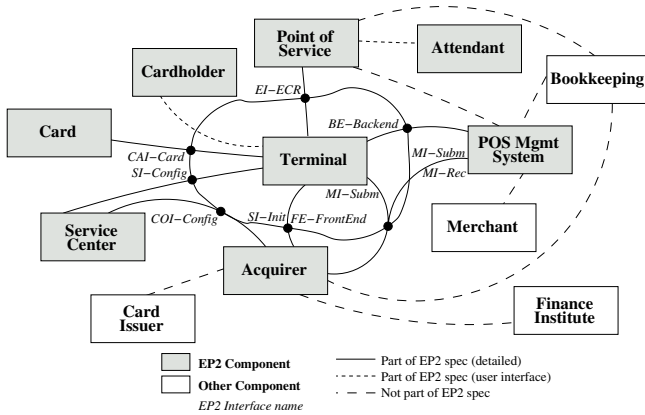 Point of
Service
Attendant
Cardholder
Bookkeeping
EI−ECR
BE−Backend
Card
CAI−Card
SI−Config
Terminal
MI−Subm
MI−Rec
POS Mgmt
System
MI−Subm
COI−Config
SI−Init
FE−FrontEnd
Service
Center
Merchant
Acquirer
Card
Issuer
Finance
Institute
EP2 Component
Other Component
EP2 Interface name
Part of EP2 spec (detailed)
Part of EP2 spec (user interface)
Not part of EP2 spec